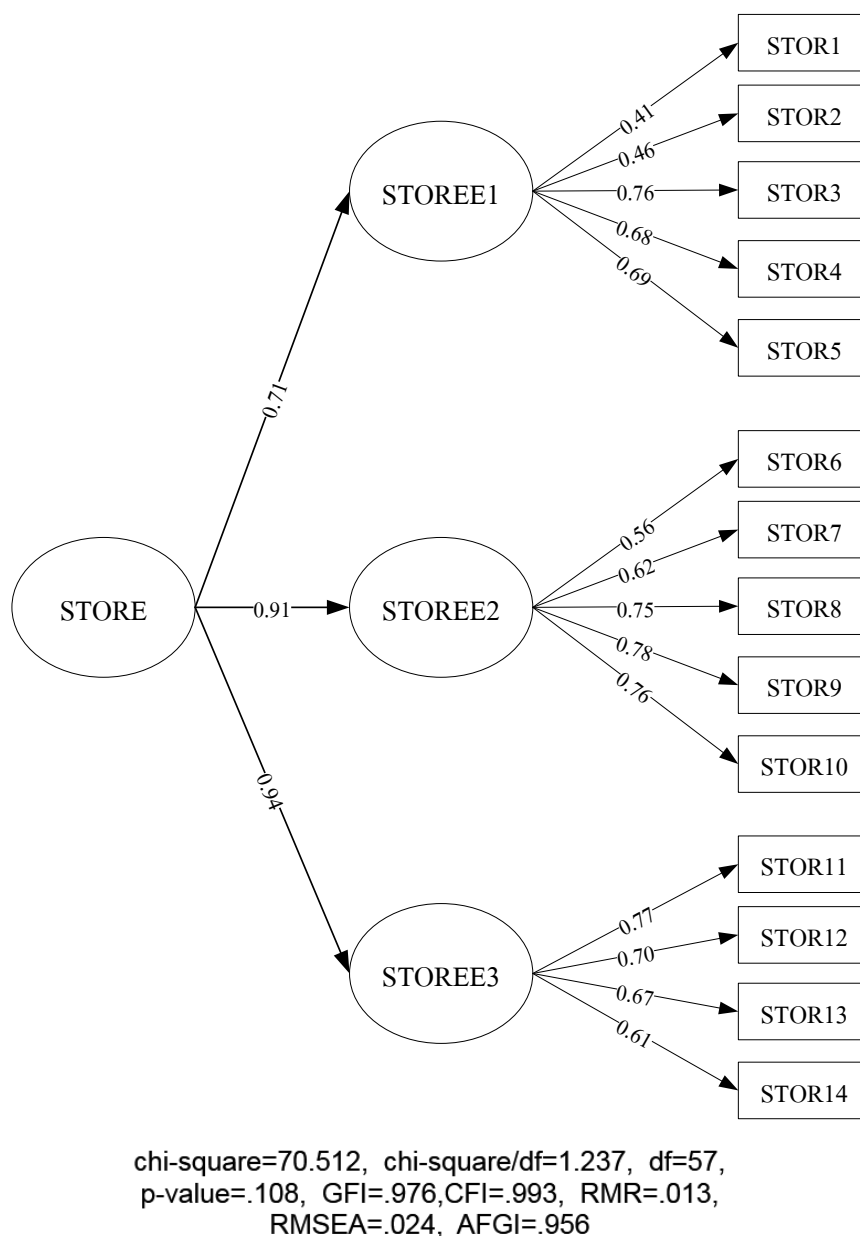 STOR1
0.41
STOR2
0.46
STOREE1
STOR3
0.76
0.68
STOR4
0.69
STOR5
0.71
STOR6
0.56
STOR7
0.62
STORE
0.91
STOREE2
0.75
STOR8
0.78
STOR9
0.76
STOR10
0.94
STOR11
0.77
STOR12
0.70
STOREE3
0.67
STOR13
0.61
STOR14
chi-square=70.512, chi-square/df=1.237, df=57,
p-value=.108, GFI=.976,CFI=.993, RMR=.013,
RMSEA=.024, AFGI=.956